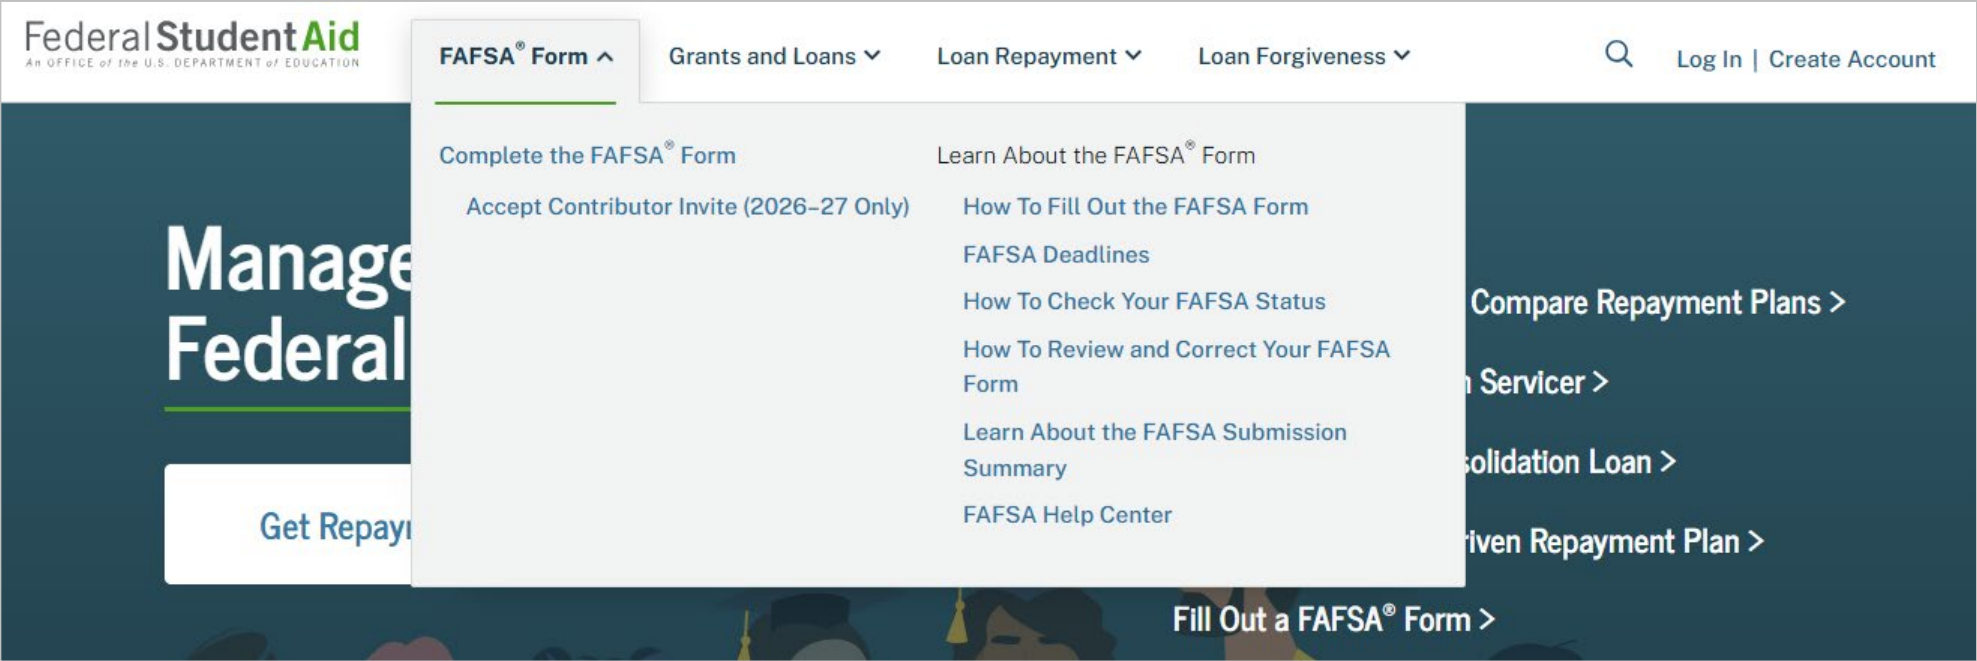 Federal Student Aid
An OFFICE of the U.S. DEPARTMENT of EDUCATION
FAFSA® Form
Grants and Loans
Loan Repayment
Loan Forgiveness
Log In | Create Account
Complete the FAFSA® Form
Accept Contributor Invite (2026–27 Only)
Learn About the FAFSA® Form
How To Fill Out the FAFSA Form
FAFSA Deadlines
How To Check Your FAFSA Status
How To Review and Correct Your FAFSA
Form
Learn About the FAFSA Submission
Summary
FAFSA Help Center
Manage
Federal
Get
Compare Repayment Plans >
Servicer >
Loan >
Repayment Plan >
Fill Out a FAFSA® Form >